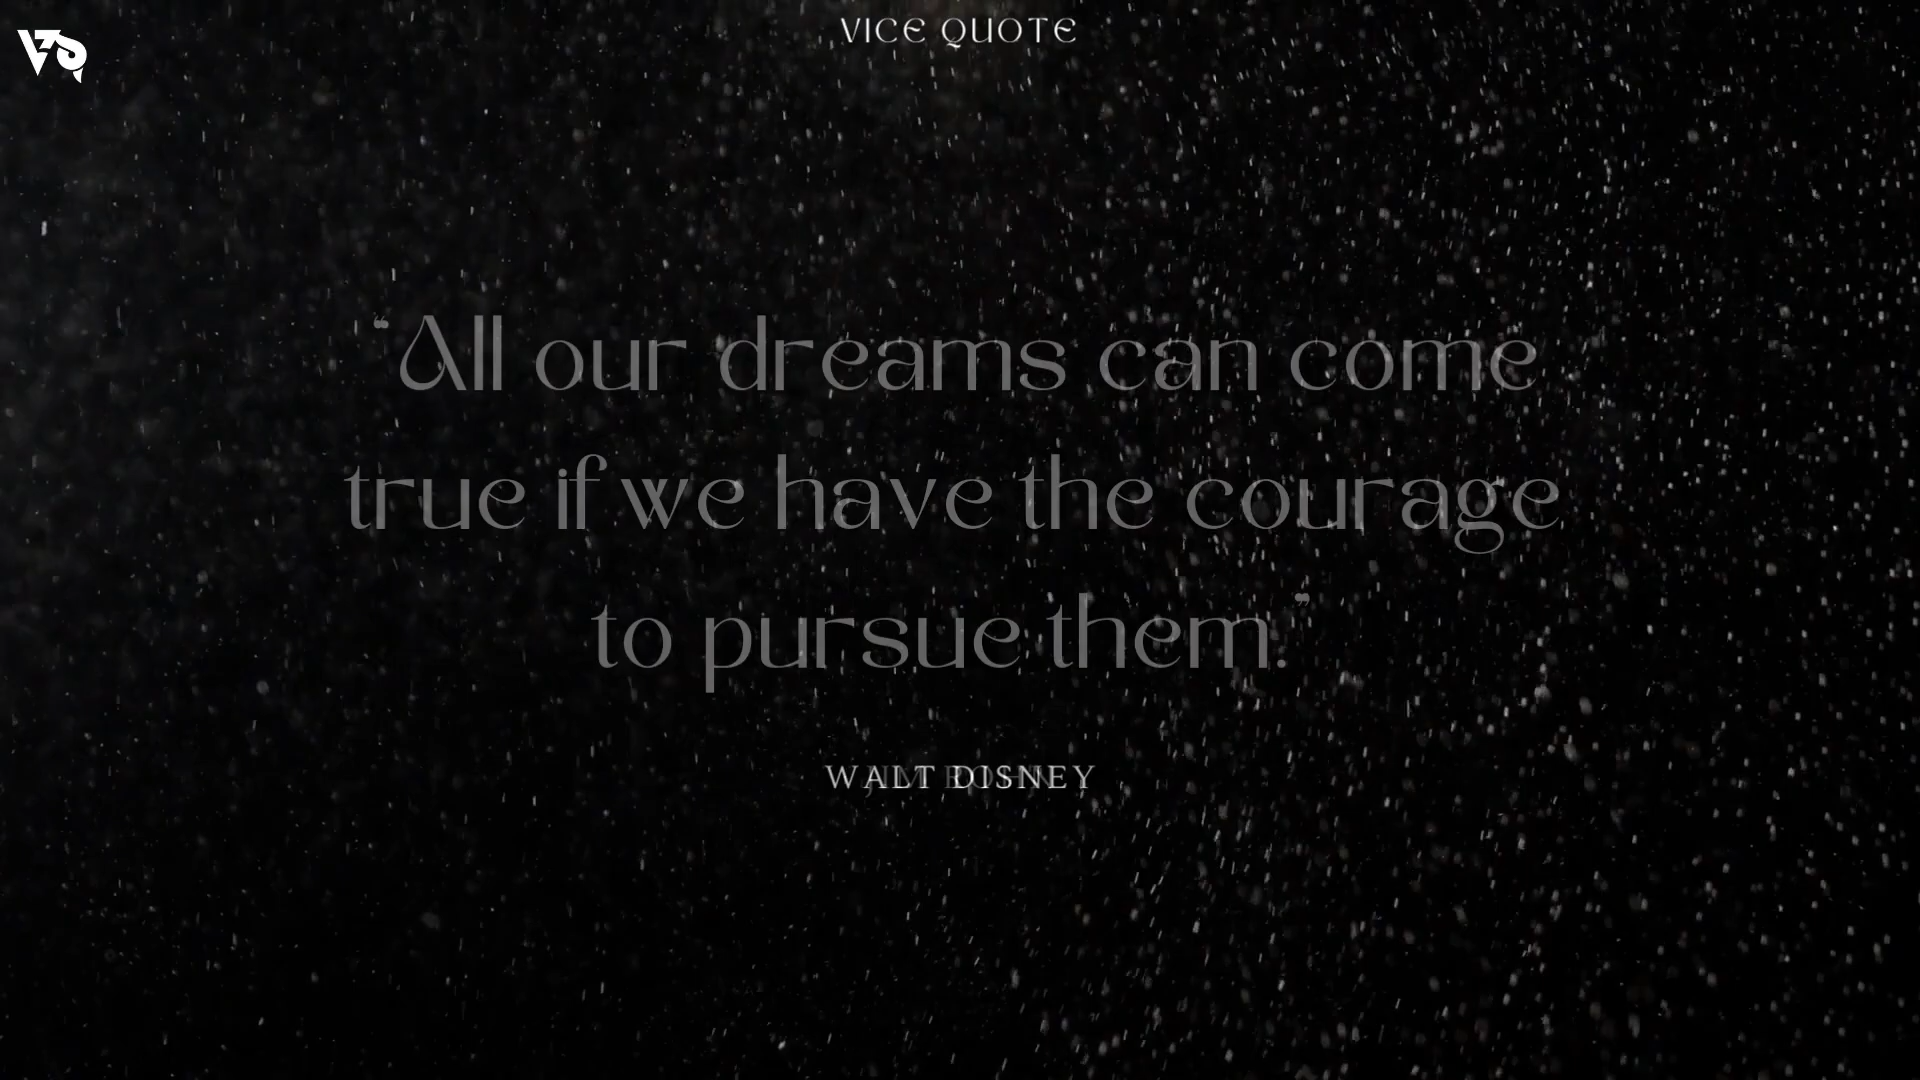 VICE QUOTE
“All our dreams can come
true if we have the courage
to pursue them.”
WALT DISNEY